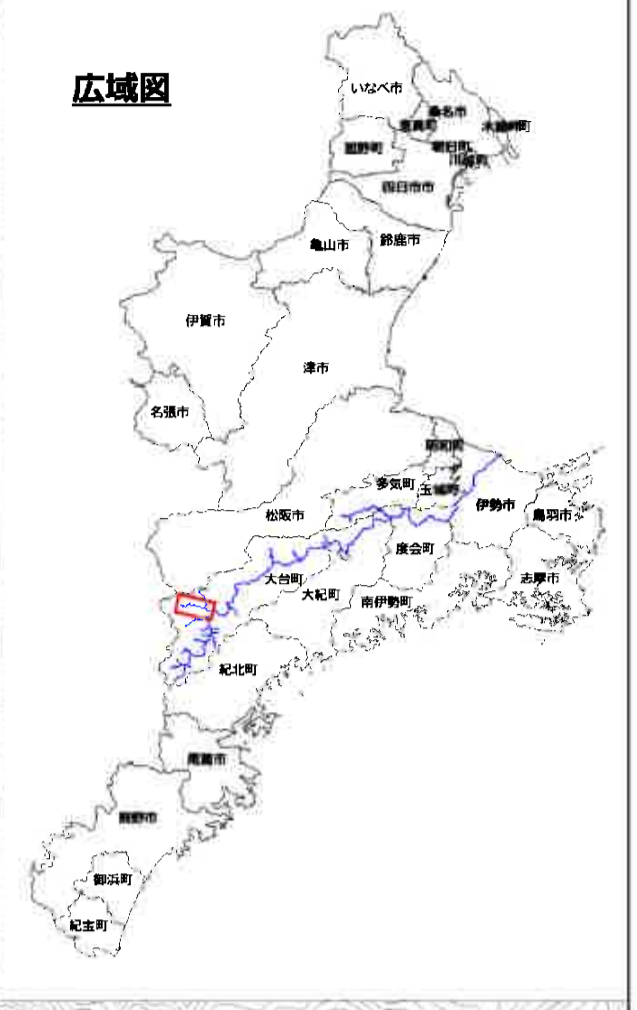 広域図
いなべ市
桑名市
東員町
木曽岬町
菰野町
朝日町
川越町
四日市市
亀山市
鈴鹿市
伊賀市
津市
名張市
明和町
多気町
玉城町
松阪市
伊勢市
鳥羽市
度会町
大台町
志摩市
大紀町
南伊勢町
紀北町
尾鷲市
熊野市
御浜町
紀宝町